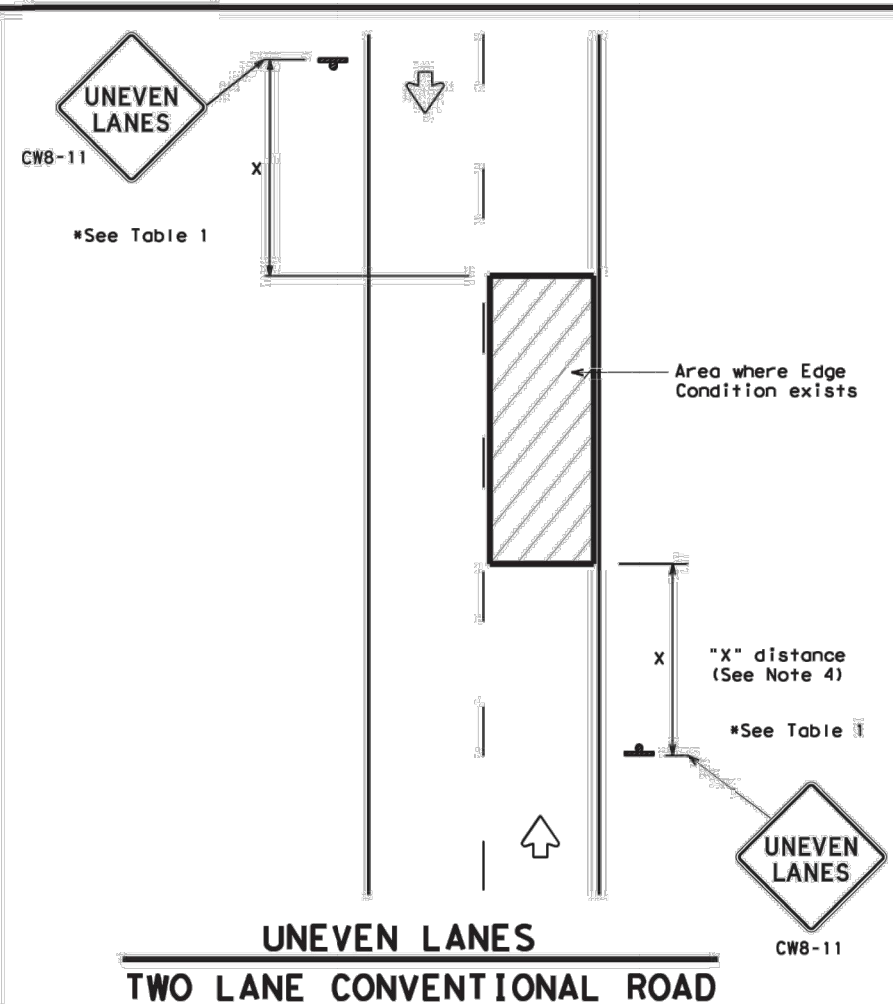 UNEVEN
LANES
CW8-11
X
*See Table 1
Area where Edge
Condition exists
X
"X" distance
(See Note 4)
*See Table
UNEVEN
LANES
CW8-11
UNEVEN LANES
TWO LANE CONVENTIONAL ROAD